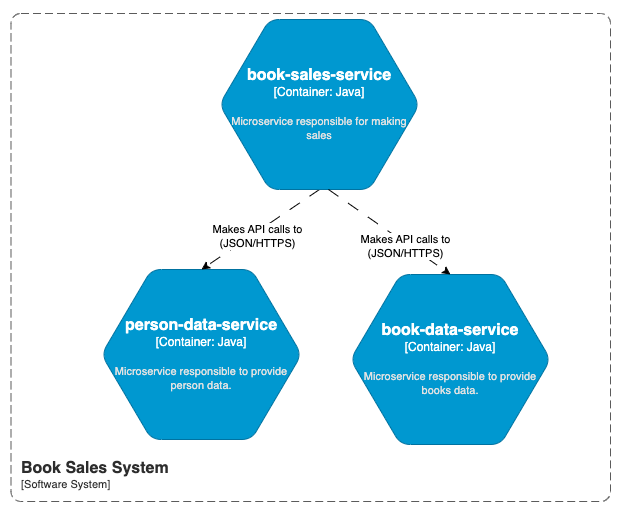 book-sales-service
[Container: Java]
Microservice responsible for making
sales
Makes API calls to
(JSON/HTTPS)
Makes API calls to
(JSON/HTTPS)
person-data-service
[Container: Java]
Microservice responsible to provide
person data.
book-data-service
[Container: Java]
Microservice responsible to provide
books data.
Book Sales System
[Software System]